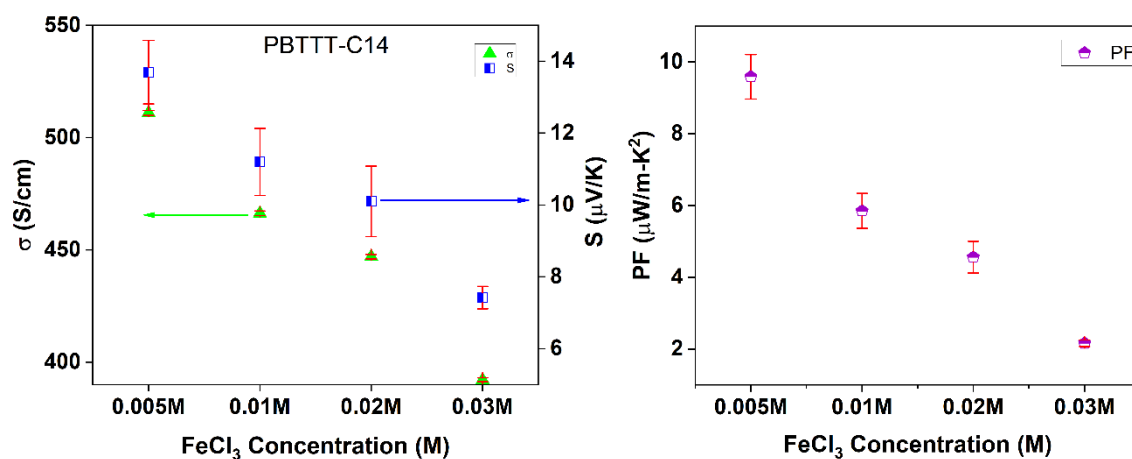 PBTTT-C14
σ
S
550
500
450
400
σ (S/cm)
14
12
10
8
6
S (μV/K)
0.005M
0.01M
0.02M
0.03M
FeCl₃ Concentration (M)
PF
10
8
6
4
2
PF (μW/m-K²)
0.005M
0.01M
0.02M
0.03M
FeCl₃ Concentration (M)